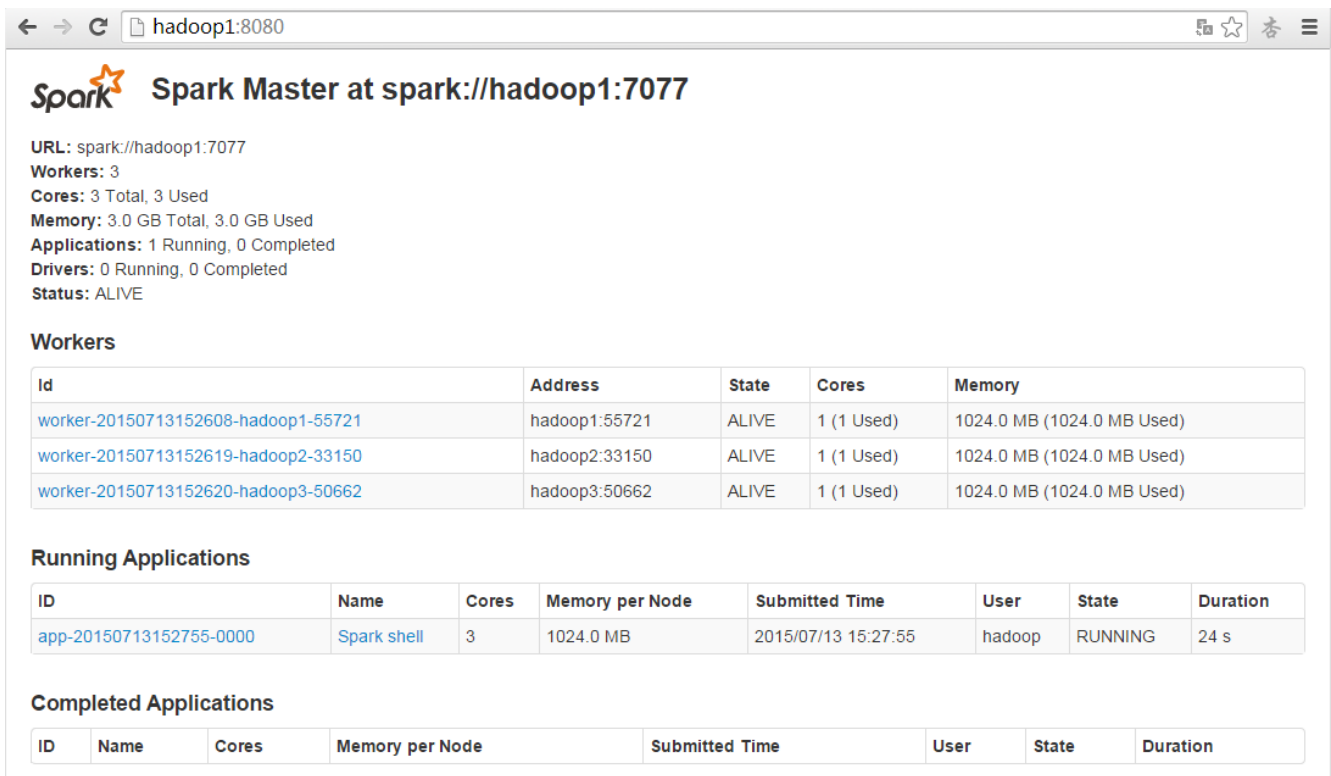 hadoop1:8080
杏
Spark Spark Master at spark://hadoop1:7077
URL: spark://hadoop1:7077
Workers: 3
Cores: 3 Total, 3 Used
Memory: 3.0 GB Total, 3.0 GB Used
Applications: 1 Running, 0 Completed
Drivers: 0 Running, 0 Completed
Status: ALIVE
Workers
Id Address State Cores Memory
worker-20150713152608-hadoop1-55721 hadoop1:55721 ALIVE 1 (1 Used) 1024.0 MB (1024.0 MB Used)
worker-20150713152619-hadoop2-33150 hadoop2:33150 ALIVE 1 (1 Used) 1024.0 MB (1024.0 MB Used)
worker-20150713152620-hadoop3-50662 hadoop3:50662 ALIVE 1 (1 Used) 1024.0 MB (1024.0 MB Used)
Running Applications
ID Name Cores Memory per Node Submitted Time User State Duration
app-20150713152755-0000 Spark shell 3 1024.0 MB 2015/07/13 15:27:55 hadoop RUNNING 24 s
Completed Applications
ID Name Cores Memory per Node Submitted Time User State Duration